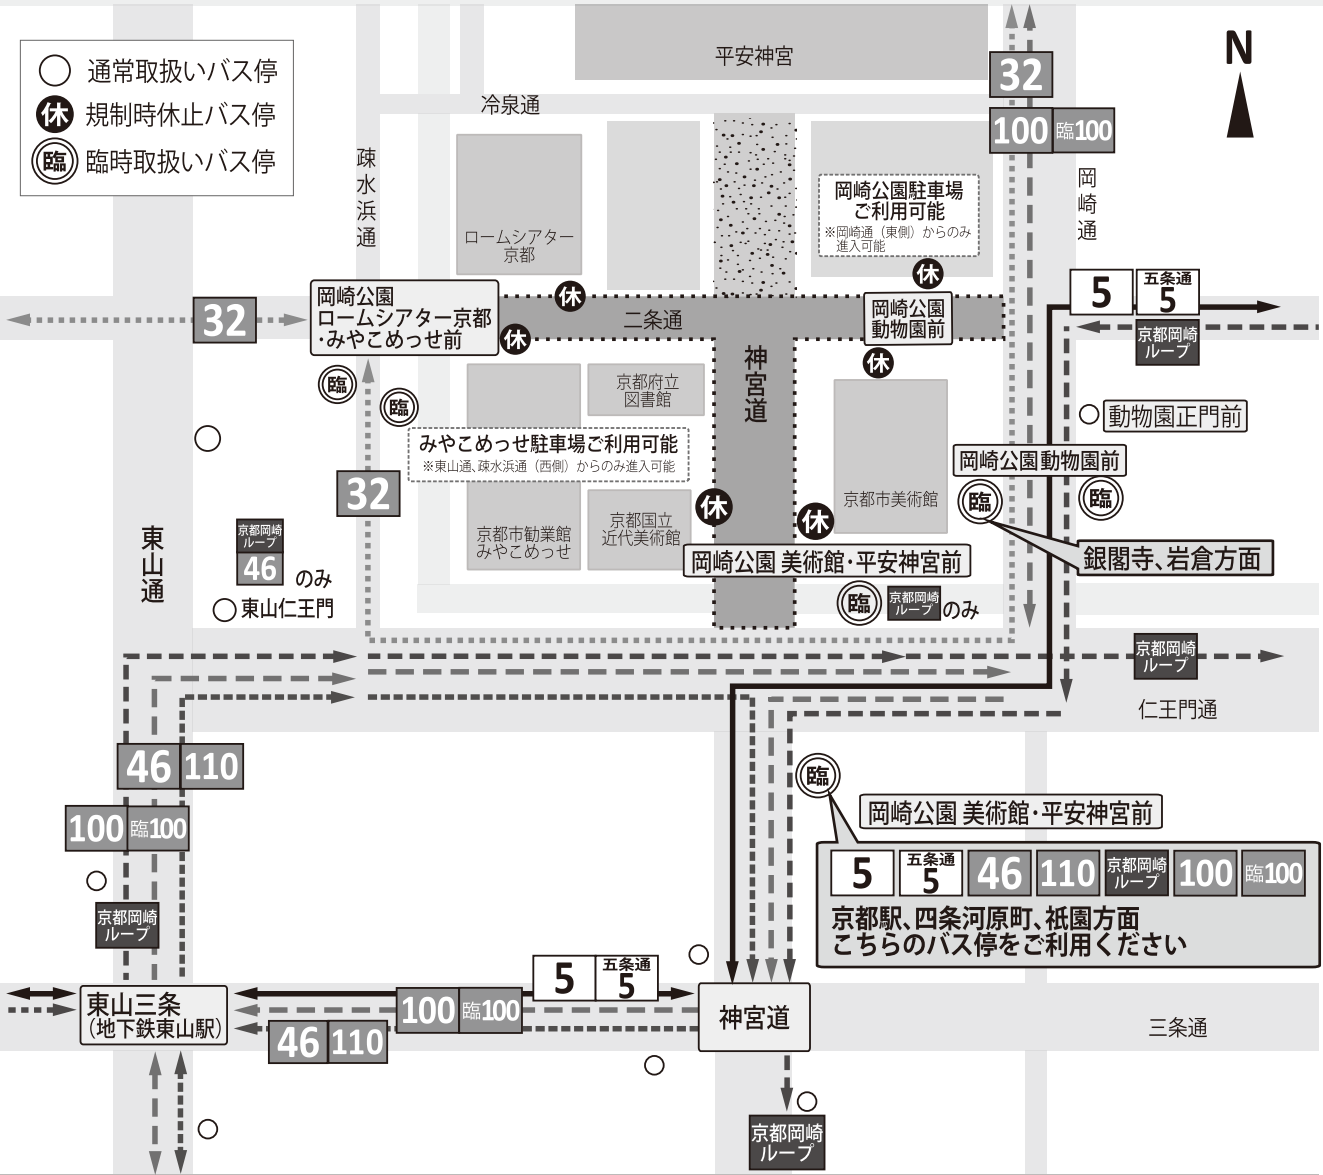 通常取扱いバス停
休 規制時休止バス停
臨 臨時取扱いバス停
平安神宮
N
冷泉通
32
100 臨100
疎水浜通
岡崎通
ロームシアター
京都
岡崎公園駐車場
ご利用可能
※岡崎通（東側）からのみ
進入可能
休
休
32
岡崎公園
ロームシアター京都
・みやこめっせ前
休
二条通
岡崎公園
動物園前
休
5
五条通
5
京都岡崎
ループ
臨
臨
神宮道
京都府立
図書館
動物園正門前
みやこめっせ駐車場ご利用可能
※東山通、疎水浜通（西側）からのみ進入可能
岡崎公園 動物園前
臨
臨
32
京都市美術館
休
休
京都市勧業館
みやこめっせ
京都国立
近代美術館
東山通
京都岡崎
ループ
46
のみ
東山仁王門
岡崎公園 美術館・平安神宮前
銀閣寺、岩倉方面
臨
京都岡崎
ループ
のみ
京都岡崎
ループ
仁王門通
46 110
100 臨100
臨
岡崎公園 美術館・平安神宮前
5
五条通
5
46
110
京都岡崎
ループ
100
臨100
京都駅、四条河原町、祇園方面
こちらのバス停をご利用ください
京都岡崎
ループ
5
五条通
5
東山三条
（地下鉄東山駅）
100 臨100
46 110
神宮道
三条通
京都岡崎
ループ